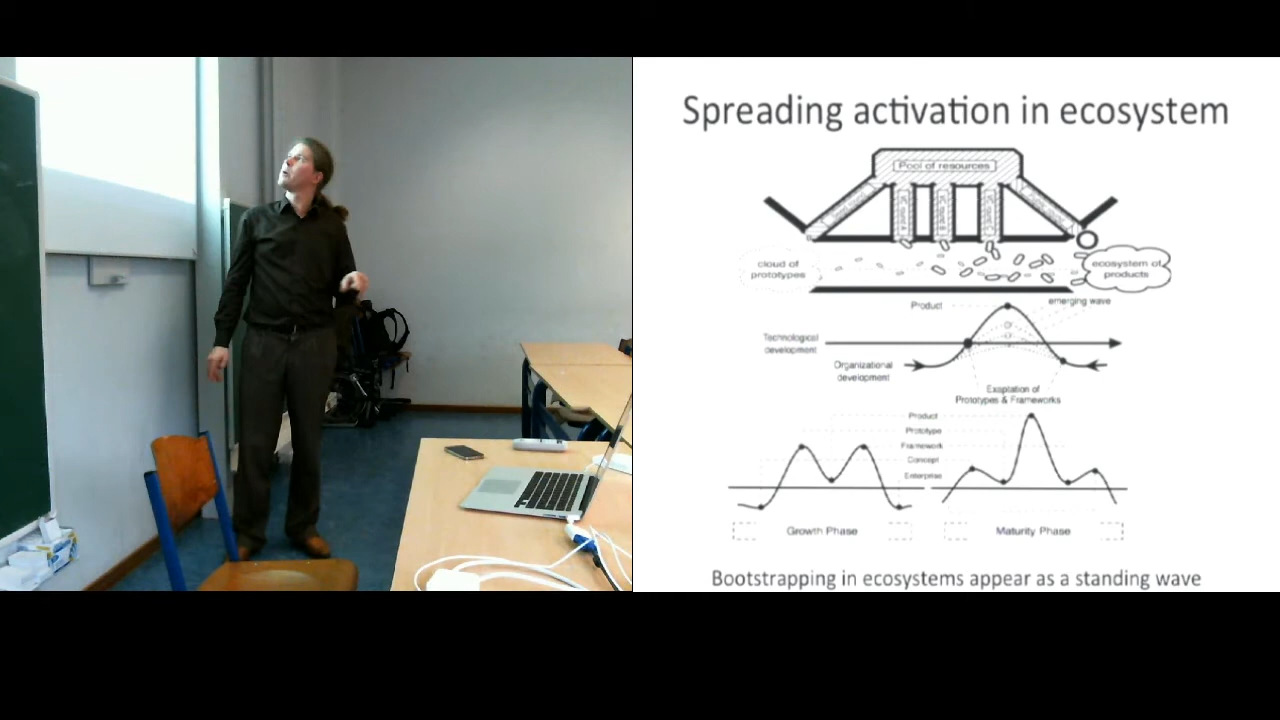 Spreading activation in ecosystem
Pool of resources
cloud of
prototypes
ecosystem of
products
Product
emerging wave
Technological
development
Organizational
development
Exaptation of
Prototypes & Frameworks
Product
Prototype
Framework
Concept
Enterprise
Growth Phase
Maturity Phase
Bootstrapping in ecosystems appear as a standing wave